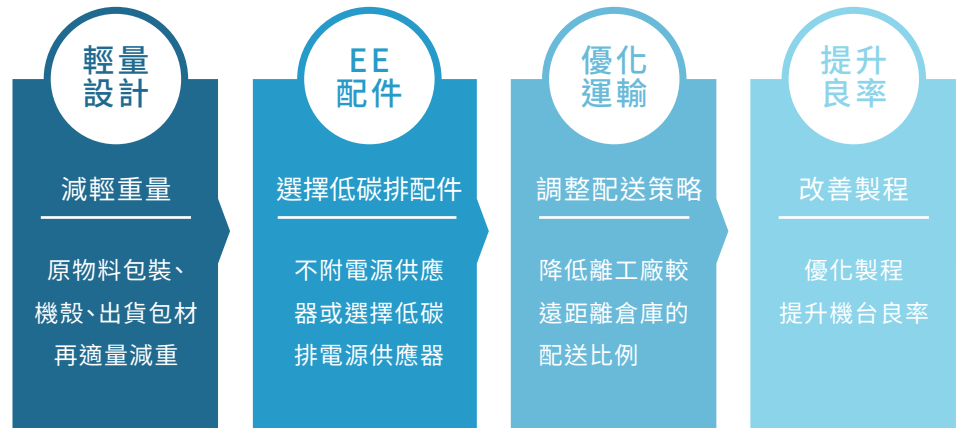 輕量
設計
減輕重量
原物料包裝、
機殼、出貨包材
再適量減重
EE
配件
選擇低碳排配件
不附電源供應
器或選擇低碳
排電源供應器
優化
運輸
調整配送策略
降低離工廠較
遠距離倉庫的
配送比例
提升
良率
改善製程
優化製程
提升機台良率